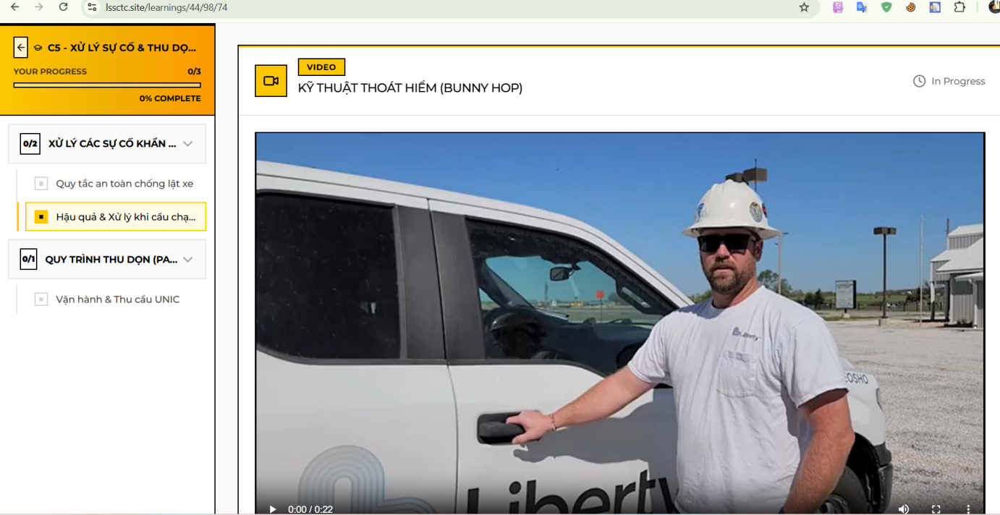 lssctc.site/learnings/44/98/74
C5 - XỬ LÝ SỰ CỐ & THU DỌ...
YOUR PROGRESS 0/3
0% COMPLETE
0/2 XỬ LÝ CÁC SỰ CỐ KHẨN ...
Quy tắc an toàn chống lật xe
Hậu quả & Xử lý khi cẩu chạ...
0/1 QUY TRÌNH THU DỌN (PA...
Vận hành & Thu cẩu UNIC
VIDEO
KỸ THUẬT THOÁT HIỂM (BUNNY HOP)
In Progress
Liberty
EOSHO
Liberty
0:00 / 0:22